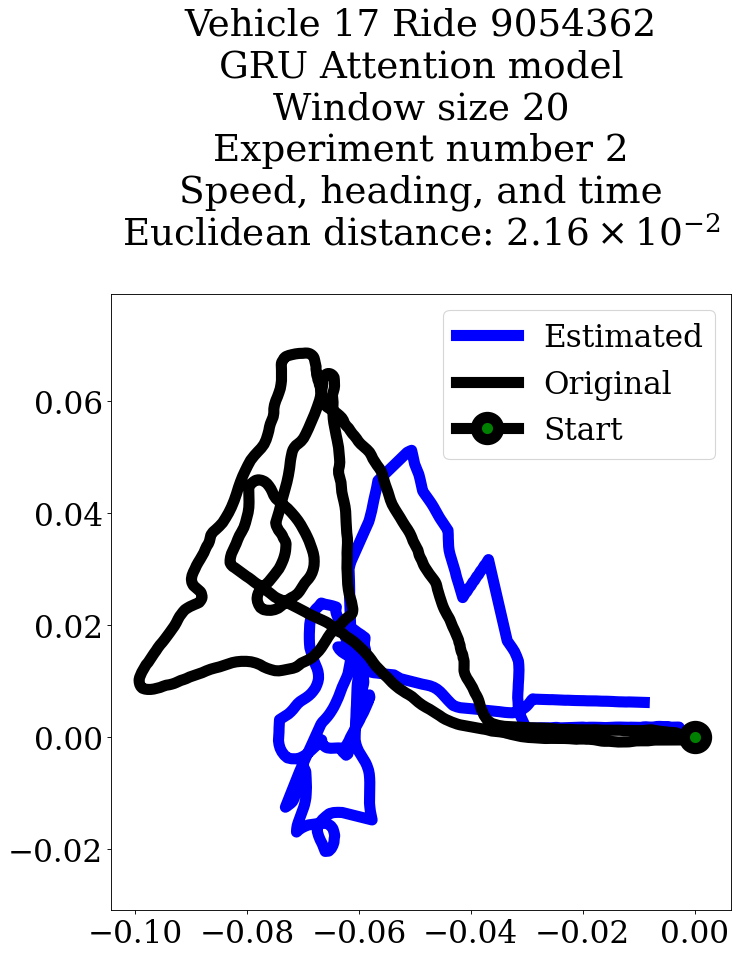 Vehicle 17 Ride 9054362
GRU Attention model
Window size 20
Experiment number 2
Speed, heading, and time
Euclidean distance: 2.16 × 10⁻²
Estimated
Original
Start
0.06
0.04
0.02
0.00
−0.02
−0.10 −0.08 −0.06 −0.04 −0.02 0.00